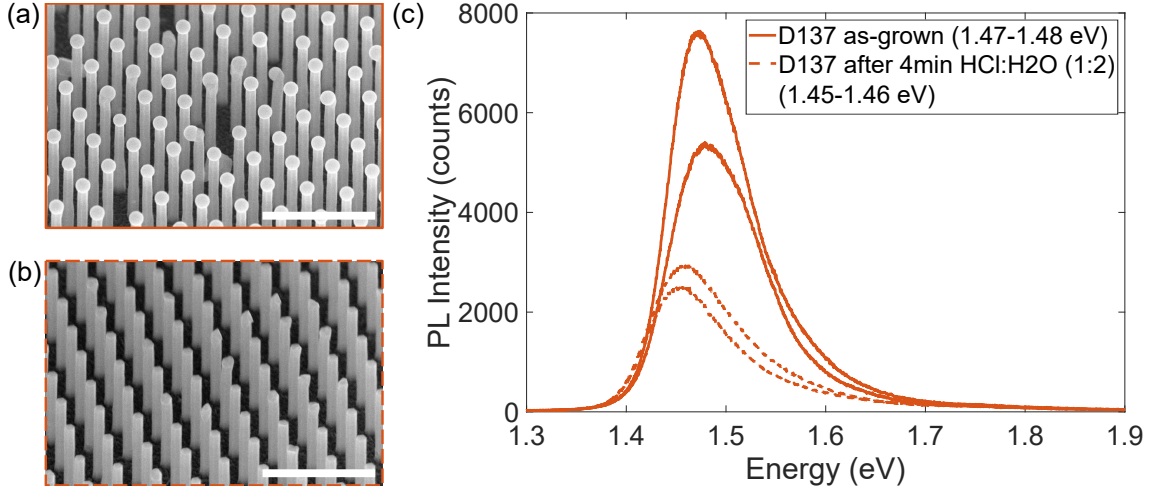 (a)
(b)
(c)
8000
6000
4000
2000
0
PL Intensity (counts)
D137 as-grown (1.47-1.48 eV)
D137 after 4min HCl:H2O (1:2)
(1.45-1.46 eV)
1.3 1.4 1.5 1.6 1.7 1.8 1.9
Energy (eV)